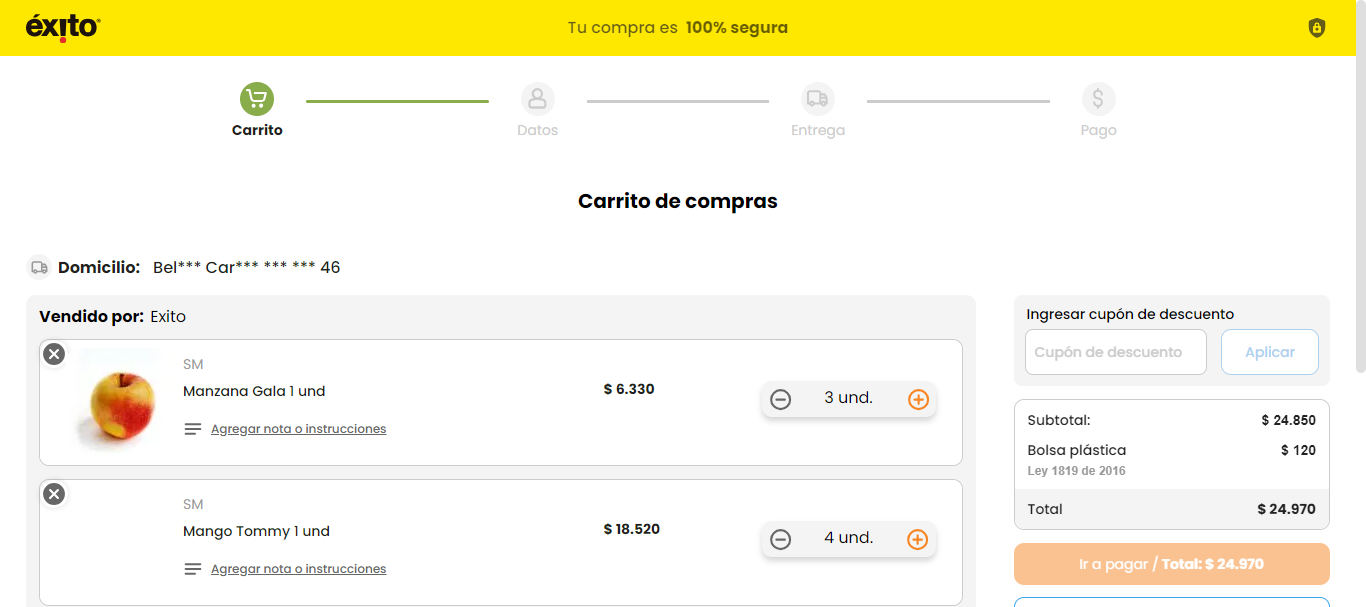 éxito
Tu compra es 100% segura
Carrito
Datos
Entrega
$
Pago
Carrito de compras
Domicilio: Bel*** Car*** *** *** 46
Vendido por: Exito
SM
Manzana Gala 1 und
$ 6.330
3 und.
Agregar nota o instrucciones
SM
Mango Tommy 1 und
$ 18.520
4 und.
Agregar nota o instrucciones
Ingresar cupón de descuento
Cupón de descuento
Aplicar
Subtotal: $ 24.850
Bolsa plástica $ 120
Ley 1819 de 2016
Total $ 24.970
Ir a pagar / Total: $ 24.970